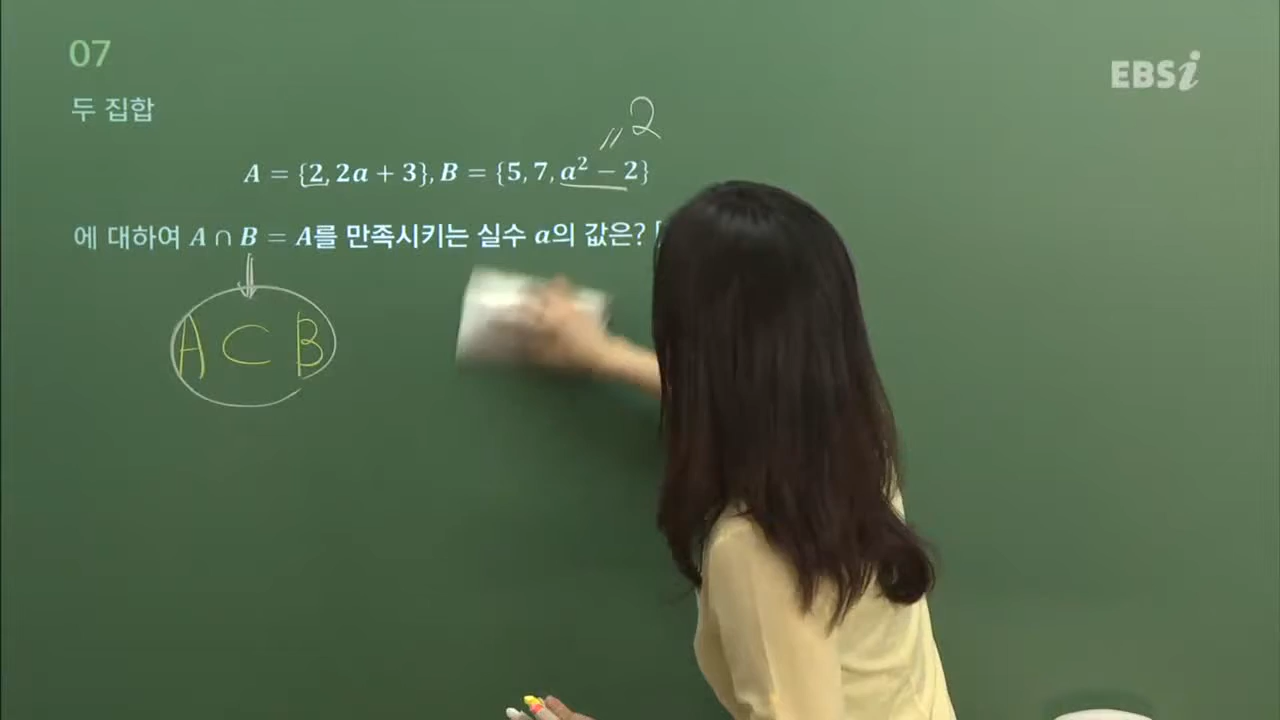 07
EBSi
두 집합
2
A = {2, 2a + 3}, B = {5, 7, a² − 2}
에 대하여 A ∩ B = A를 만족시키는 실수 a의 값은?
A ⊂ B